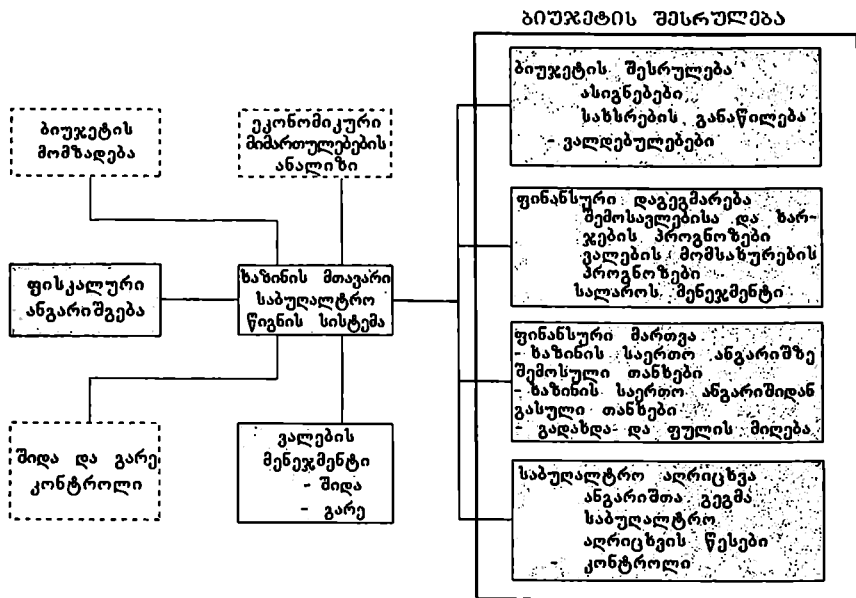 ბიუჯეტის შესრულება
ბიუჯეტის
მომზადება
ეკონომიკური
მიმართულებების
ანალიზი
ფისკალური
ანგარიშგება
ხაზინის მთავარი
საბუღალტრო
წიგნის სისტემა
შიდა და გარე
კონტროლი
ვალების
მენეჯმენტი
- შიდა
- გარე
ბიუჯეტის შესრულება
ასიგნებები
სახსრების განაწილება
- ვალდებულებები
ფინანსური დაგეგმარება
შემოსავლებისა და ხარ-
ჯების პროგნოზები
ვალების მომსახურების
პროგნოზები
სალაროს მენეჯმენტი
ფინანსური მართვა
- ხაზინის საერთო ანგარიშზე
შემოსული თანხები
- ხაზინის საერთო ანგარიშიდან
გასული თანხები
- გადახდა და ფულის მიღება
საბუღალტრო აღრიცხვა
ანგარიშთა გეგმა
საბუღალტრო
აღრიცხვის წესები
- კონტროლი